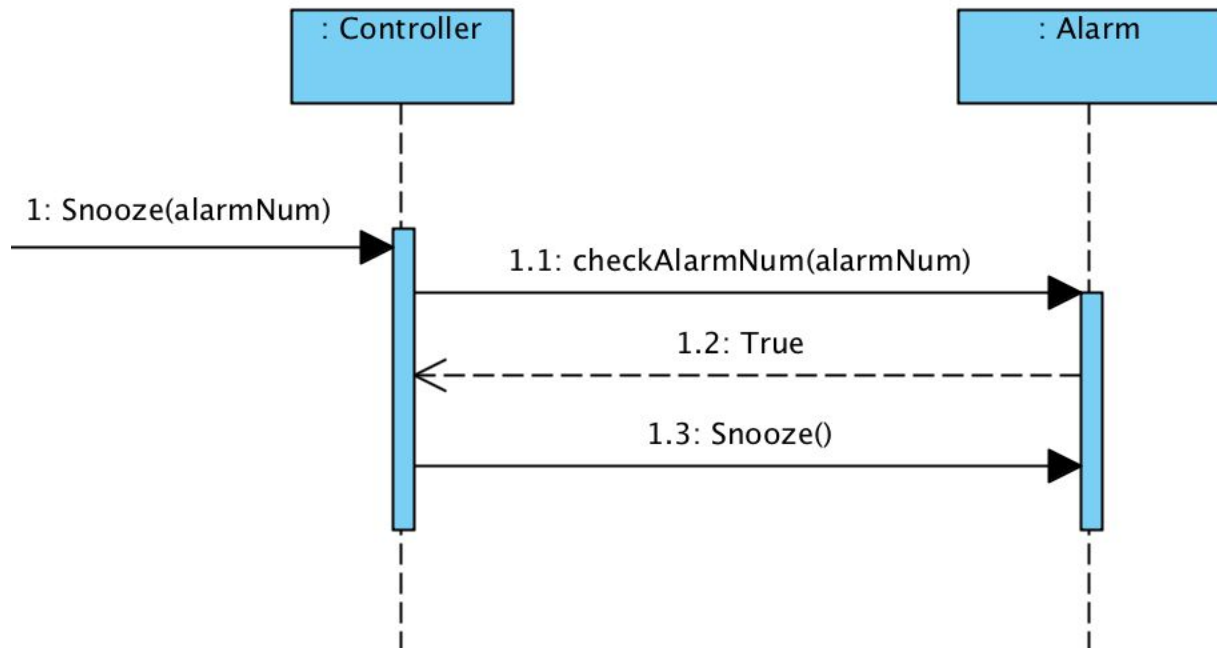 : Controller
: Alarm
1: Snooze(alarmNum)
1.1: checkAlarmNum(alarmNum)
1.2: True
1.3: Snooze()